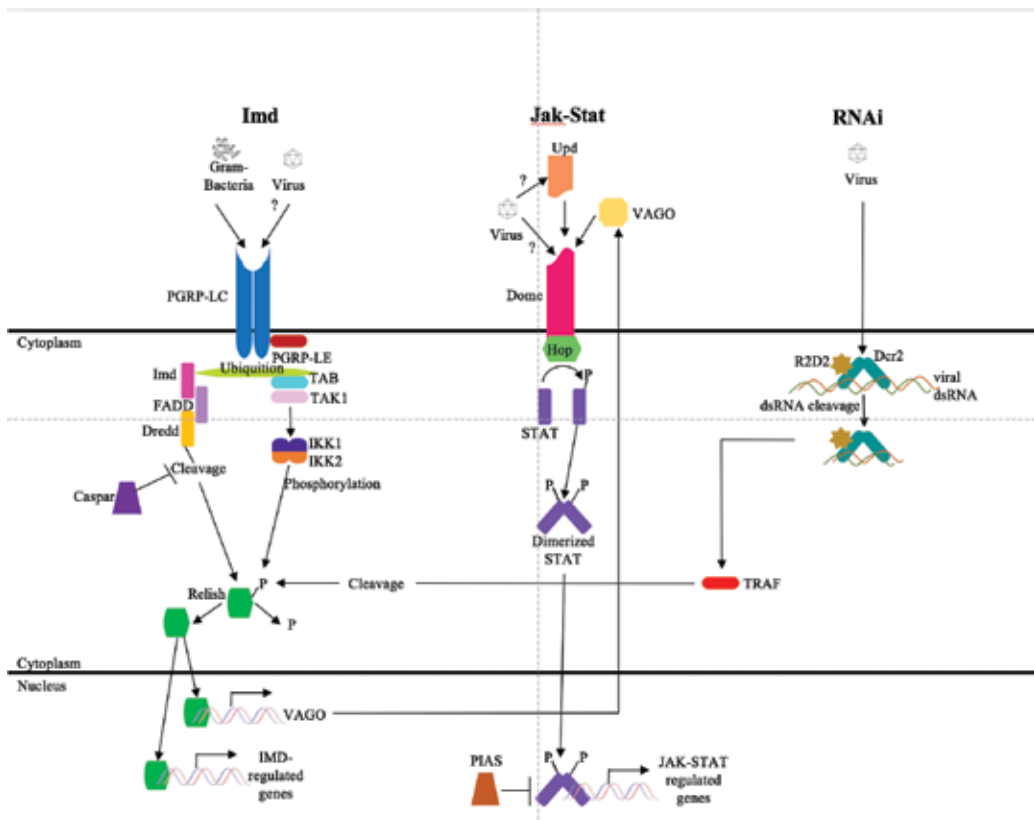 Imd
Jak-Stat
RNAi
Gram-
Bacteria
Virus
?
PGRP-LC
Upd
?
Virus
?
VAGO
Dome
Virus
Cytoplasm
PGRP-LE
Ubiquition
Imd
TAB
TAK1
FADD
Dredd
IKK1
IKK2
Cleavage
Phosphorylation
Caspar
Relish
P
P
Hop
P
STAT
P
P
Dimerized
STAT
R2D2
Dcr2
viral
dsRNA
dsRNA cleavage
Cleavage
TRAF
Cytoplasm
Nucleus
VAGO
IMD-
regulated
genes
PIAS
P
P
JAK-STAT
regulated
genes